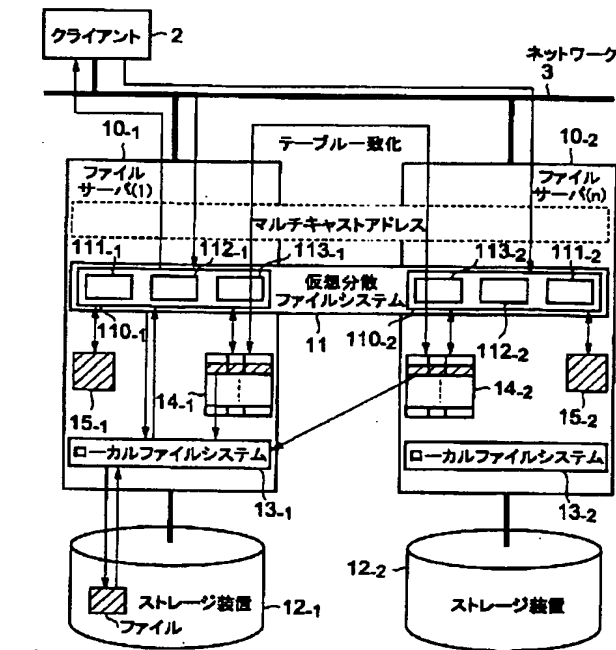 クライアント
2
ネットワーク
3
10-1
テーブル一致化
10-2
ファイル
サーバ(1)
ファイル
サーバ(n)
マルチキャストアドレス
111-1
112-1
113-1
113-2
111-2
仮想分散
ファイルシステム
110-1
11
110-2
112-2
15-1
14-1
14-2
15-2
ローカルファイルシステム
13-1
ローカルファイルシステム
13-2
ストレージ装置
12-1
ファイル
12-2
ストレージ装置